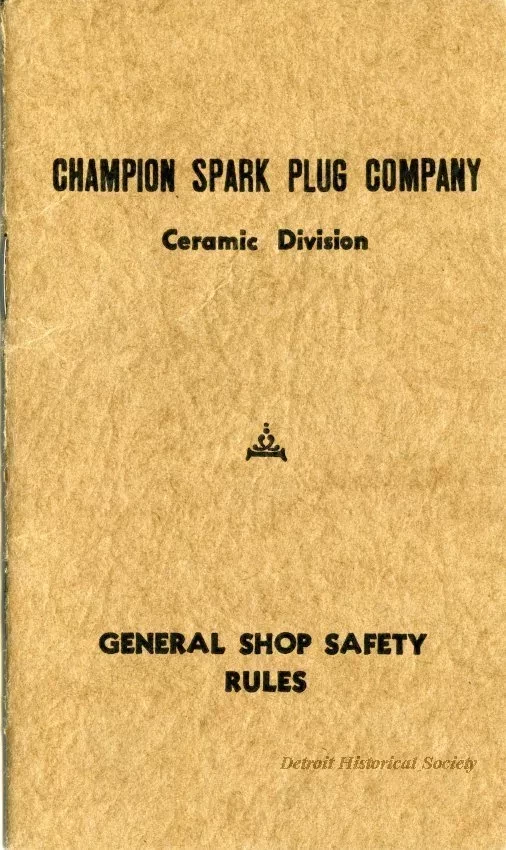 CHAMPION SPARK PLUG COMPANY
Ceramic Division
GENERAL SHOP SAFETY
RULES
Detroit Historical Society